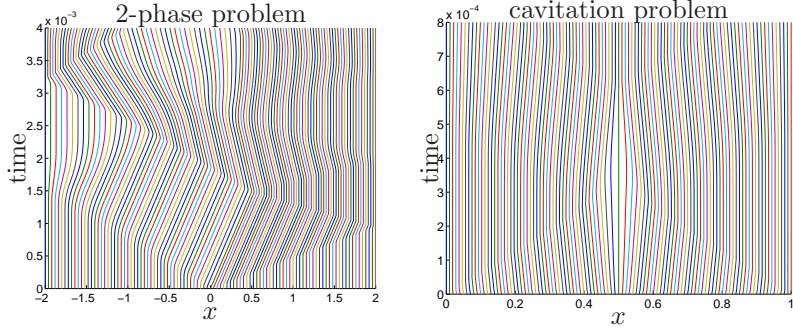 2-phase problem
x 10⁻³
4
3.5
3
2.5
2
1.5
1
0.5
0
time
−2 −1.5 −1 −0.5 0 0.5 1 1.5 2
x
cavitation problem
x 10⁻⁴
8
7
6
5
4
3
2
1
0
time
0 0.2 0.4 0.6 0.8 1
x